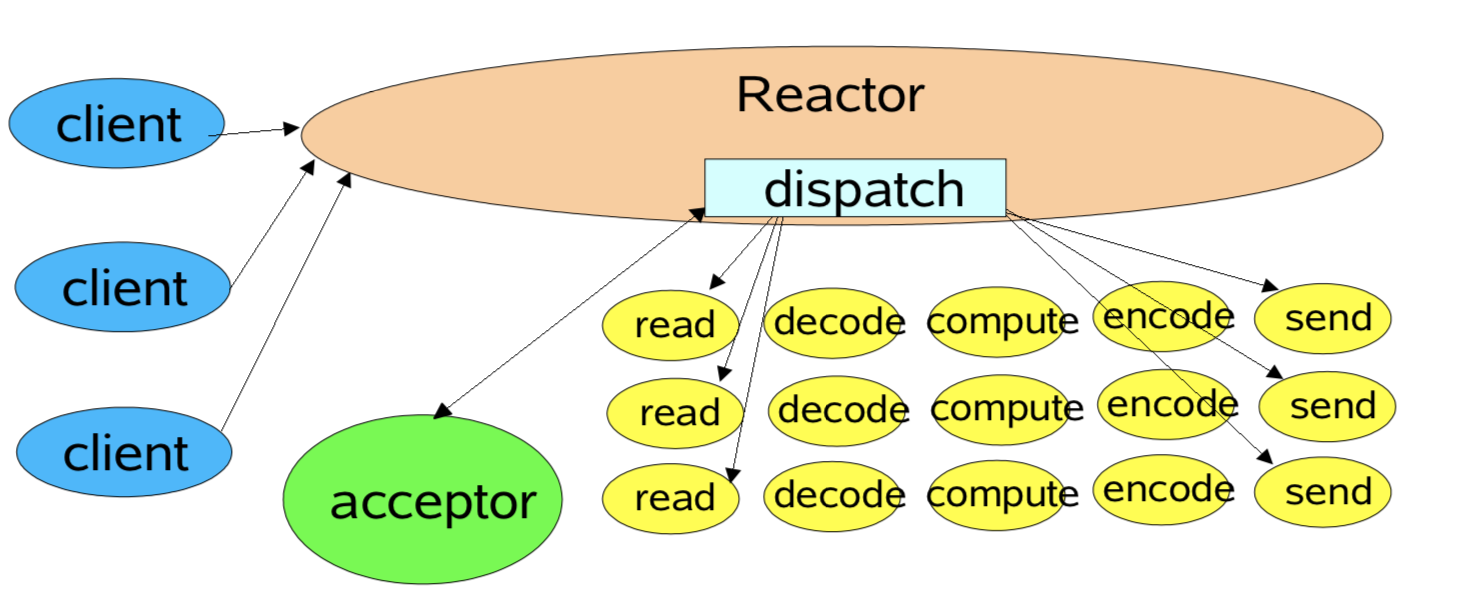 Reactor
client
dispatch
client
read decode compute encode send
read decode compute encode send
client
acceptor
read decode compute encode send